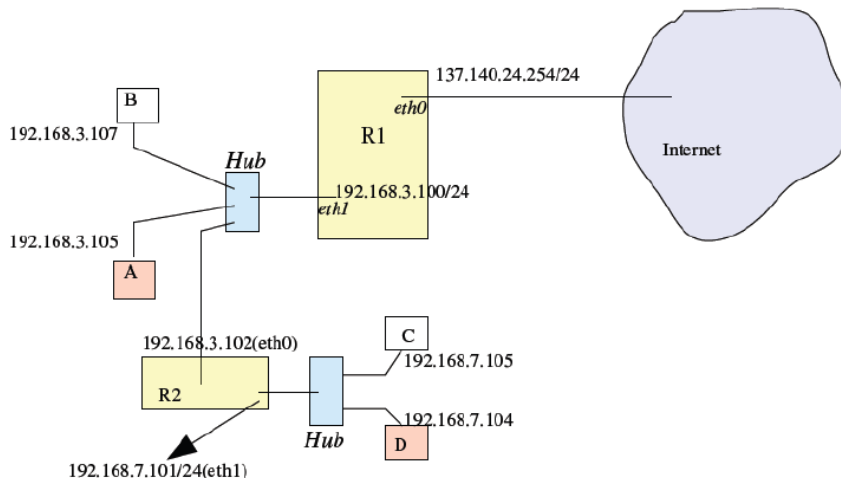 137.140.24.254/24
eth0
B
R1
192.168.3.107
Internet
Hub
192.168.3.100/24
eth1
192.168.3.105
A
192.168.3.102(eth0)
C
192.168.7.105
R2
192.168.7.104
Hub
D
192.168.7.101/24(eth1)